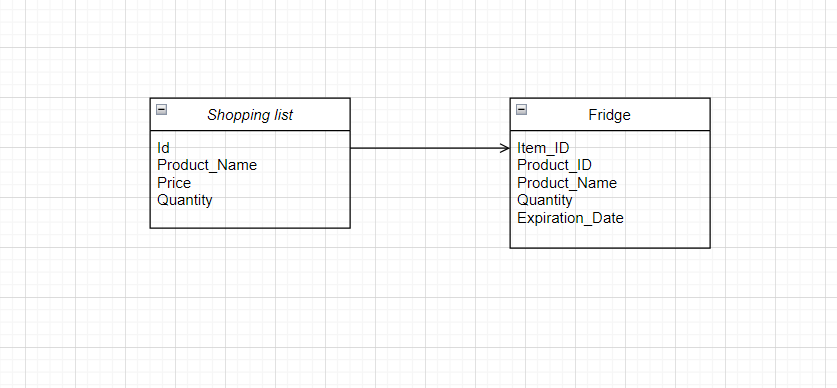 Shopping list
Id
Product_Name
Price
Quantity
Fridge
Item_ID
Product_ID
Product_Name
Quantity
Expiration_Date